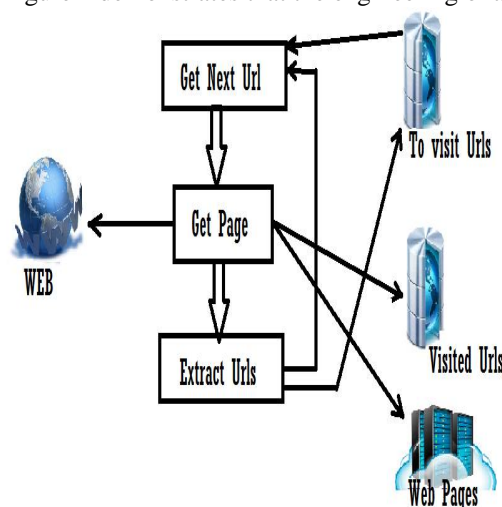 Get Next Url
To visit Urls
Get Page
WEB
Visited Urls
Extract Urls
Web Pages